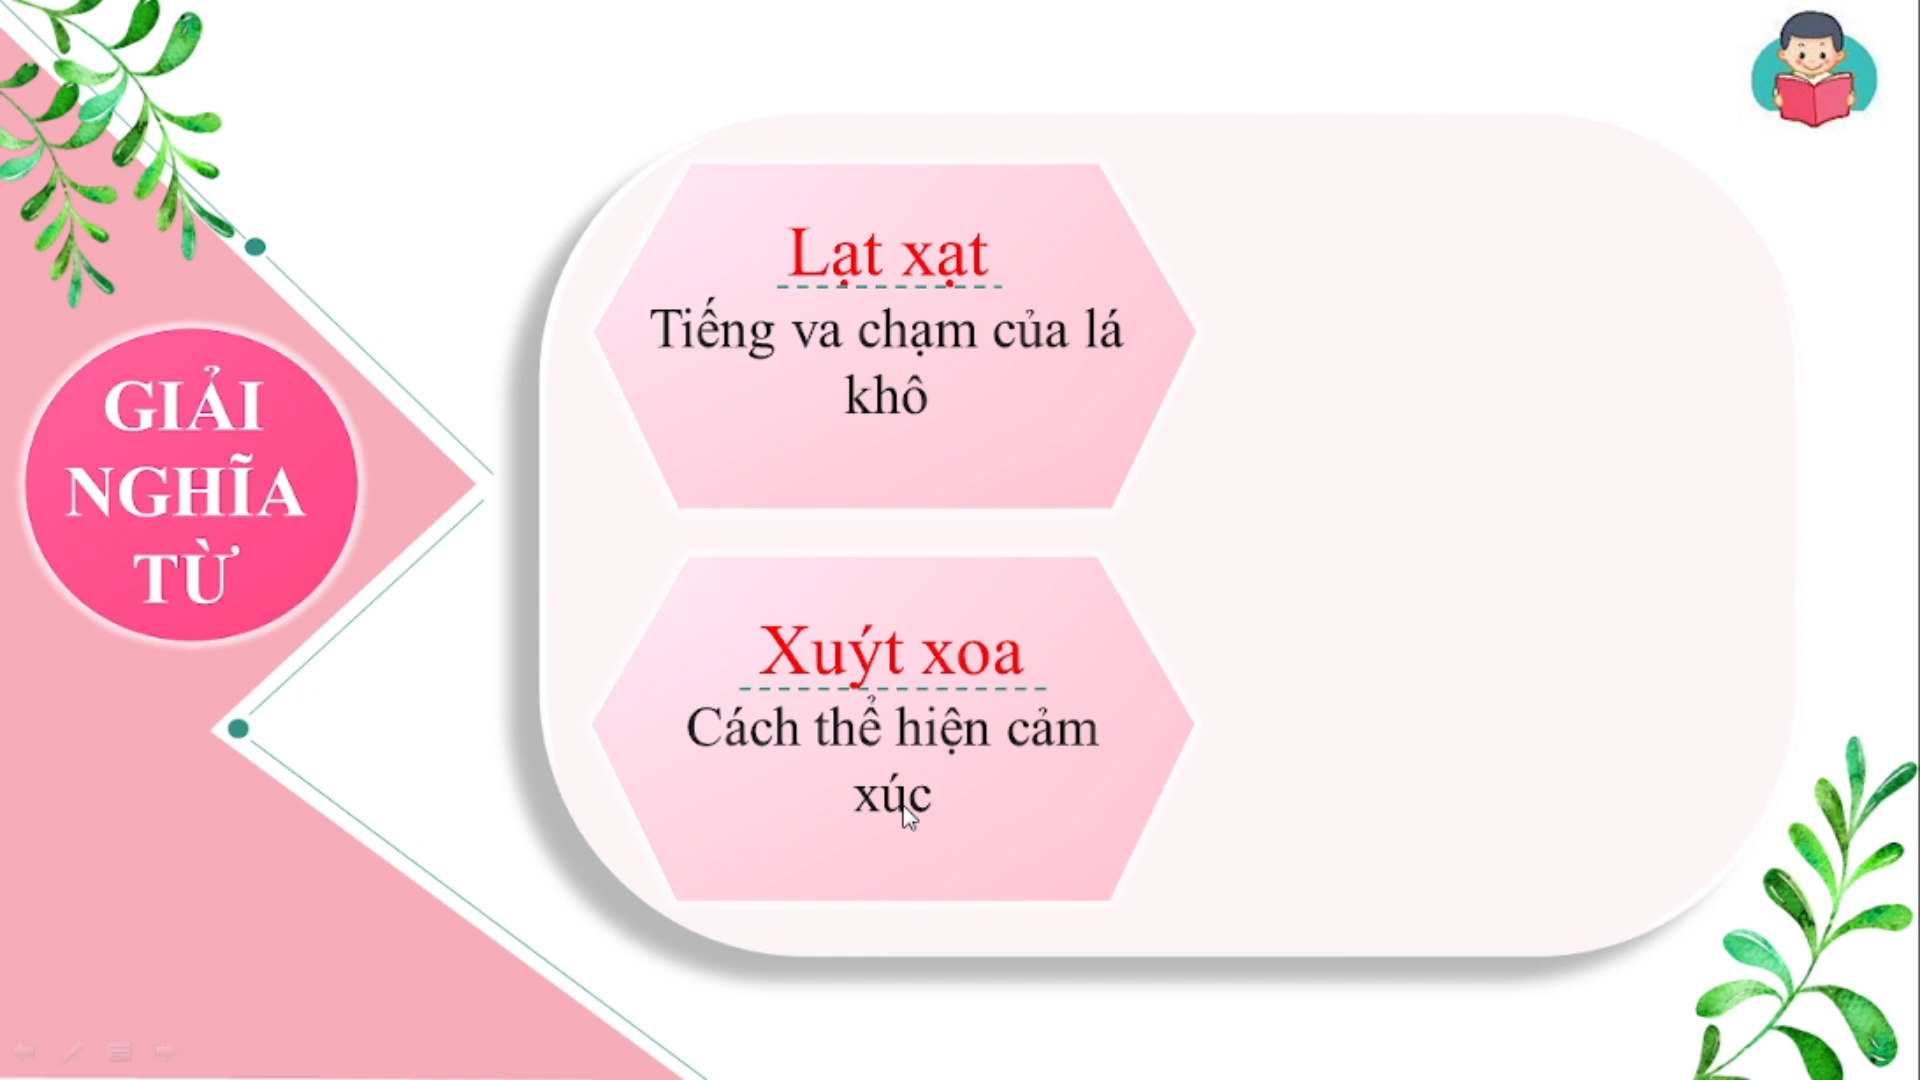 GIẢI
NGHĨA
TỪ
Lạt xạt
Tiếng va chạm của lá
khô
Xuýt xoa
Cách thể hiện cảm
xúc